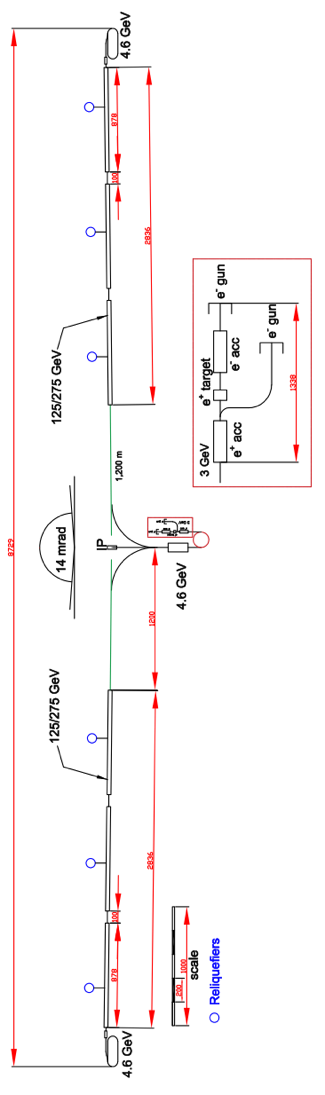 8729
4.6 GeV
878
100
2836
125/275 GeV
1,200 m
14 mrad
IP
4.6 GeV
1200
125/275 GeV
2836
100
878
4.6 GeV
3 GeV
e+ acc
e+ target
e- acc
e- gun
e- gun
1338
200
1000
scale
Reliquefiers